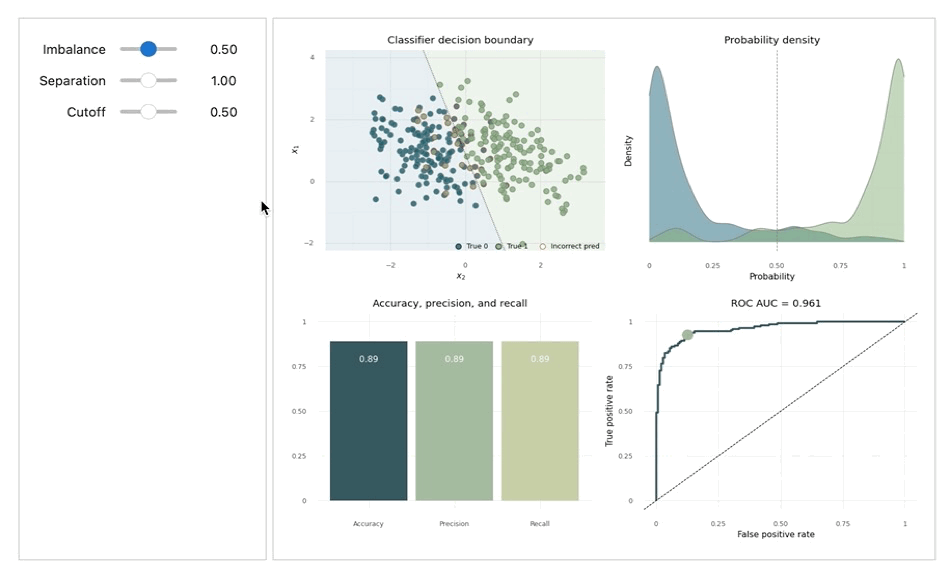 Imbalance 0.50
Separation 1.00
Cutoff 0.50
Classifier decision boundary
4
2
0
−2
x₁
−2 0 2
x₂
True 0 True 1 Incorrect pred
Probability density
Density
0 0.25 0.50 0.75 1
Probability
Accuracy, precision, and recall
1
0.75
0.50
0.25
0
0.89 0.89 0.89
Accuracy Precision Recall
ROC AUC = 0.961
True positive rate
1
0.75
0.50
0.25
0
0 0.25 0.50 0.75 1
False positive rate